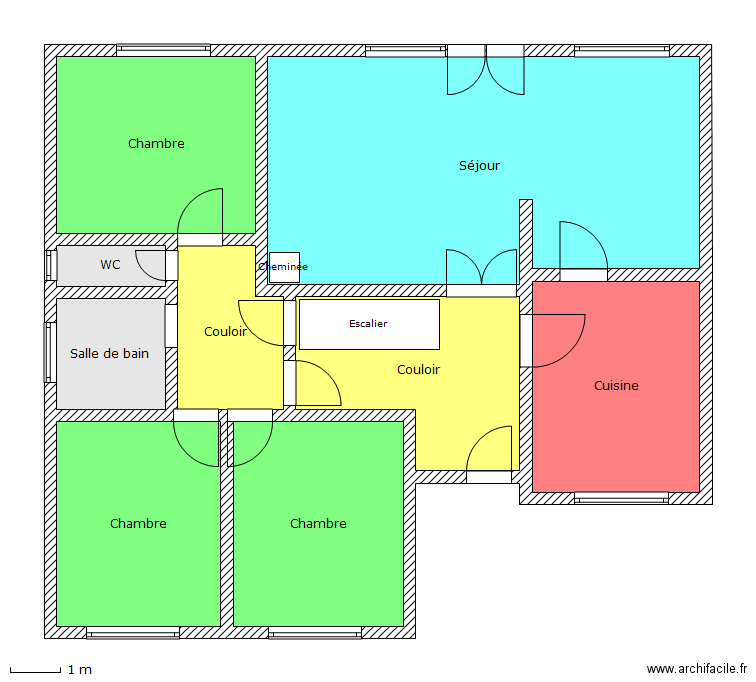 Chambre
Séjour
WC
Cheminée
Escalier
Couloir
Salle de bain
Couloir
Cuisine
Chambre
Chambre
1 m
www.archifacile.fr